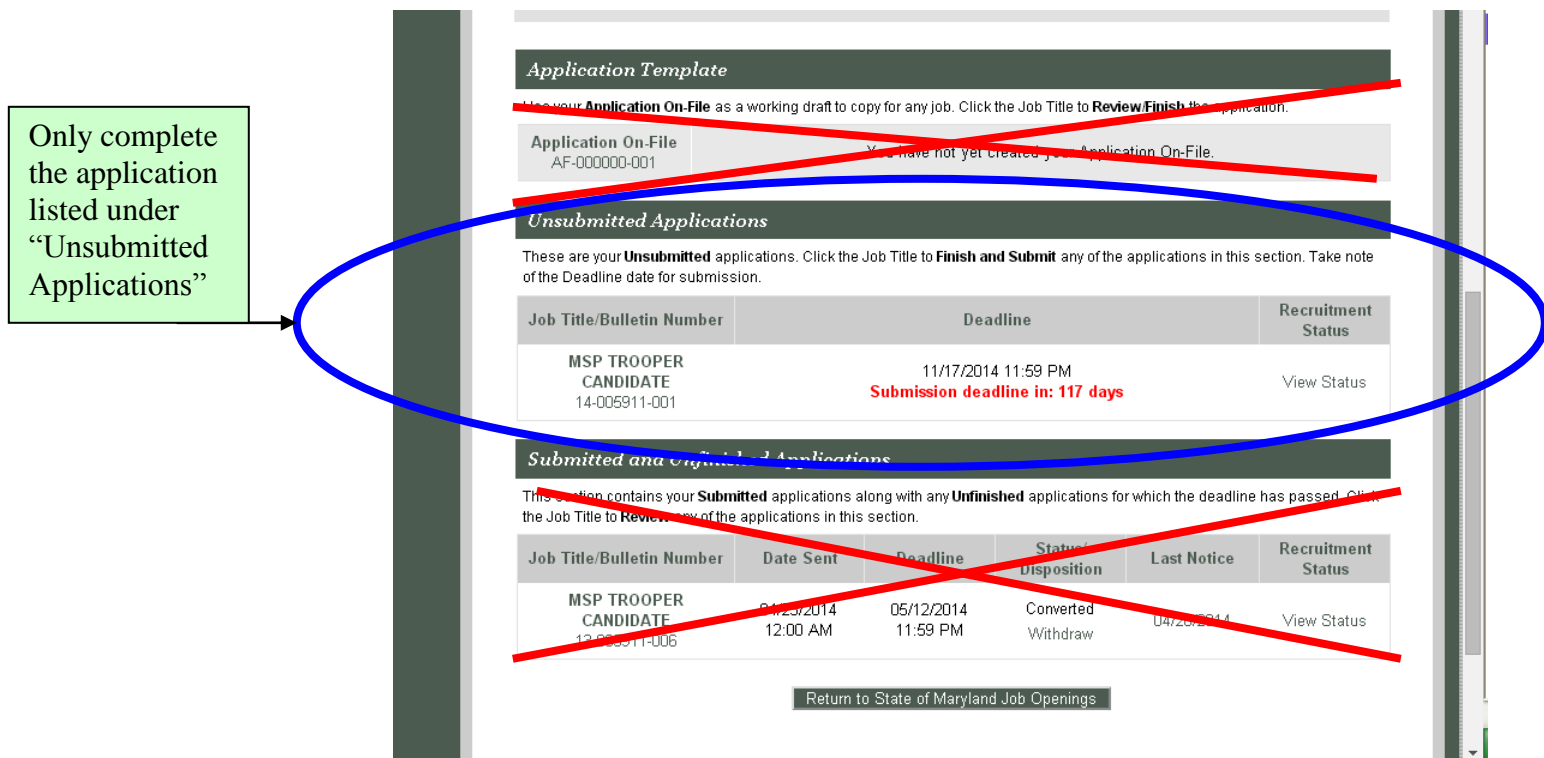 Only complete
the application
listed under
“Unsubmitted
Applications”
Application Template
Use your Application On-File as a working draft to copy for any job. Click the Job Title to Review/Finish the application.
Application On-File
AF-000000-001
You have not yet created your Application On-File.
Unsubmitted Applications
These are your Unsubmitted applications. Click the Job Title to Finish and Submit any of the applications in this section. Take note
of the Deadline date for submission.
Job Title/Bulletin Number
Deadline
Recruitment
Status
MSP TROOPER
CANDIDATE
14-005911-001
11/17/2014 11:59 PM
Submission deadline in: 117 days
View Status
Submitted and Unfinished Applications
This section contains your Submitted applications along with any Unfinished applications for which the deadline has passed. Click
the Job Title to Review any of the applications in this section.
Job Title/Bulletin Number
Date Sent
Deadline
Status/
Disposition
Last Notice
Recruitment
Status
MSP TROOPER
CANDIDATE
04/25/2014
12:00 AM
05/12/2014
11:59 PM
Converted
Withdraw
View Status
Return to State of Maryland Job Openings